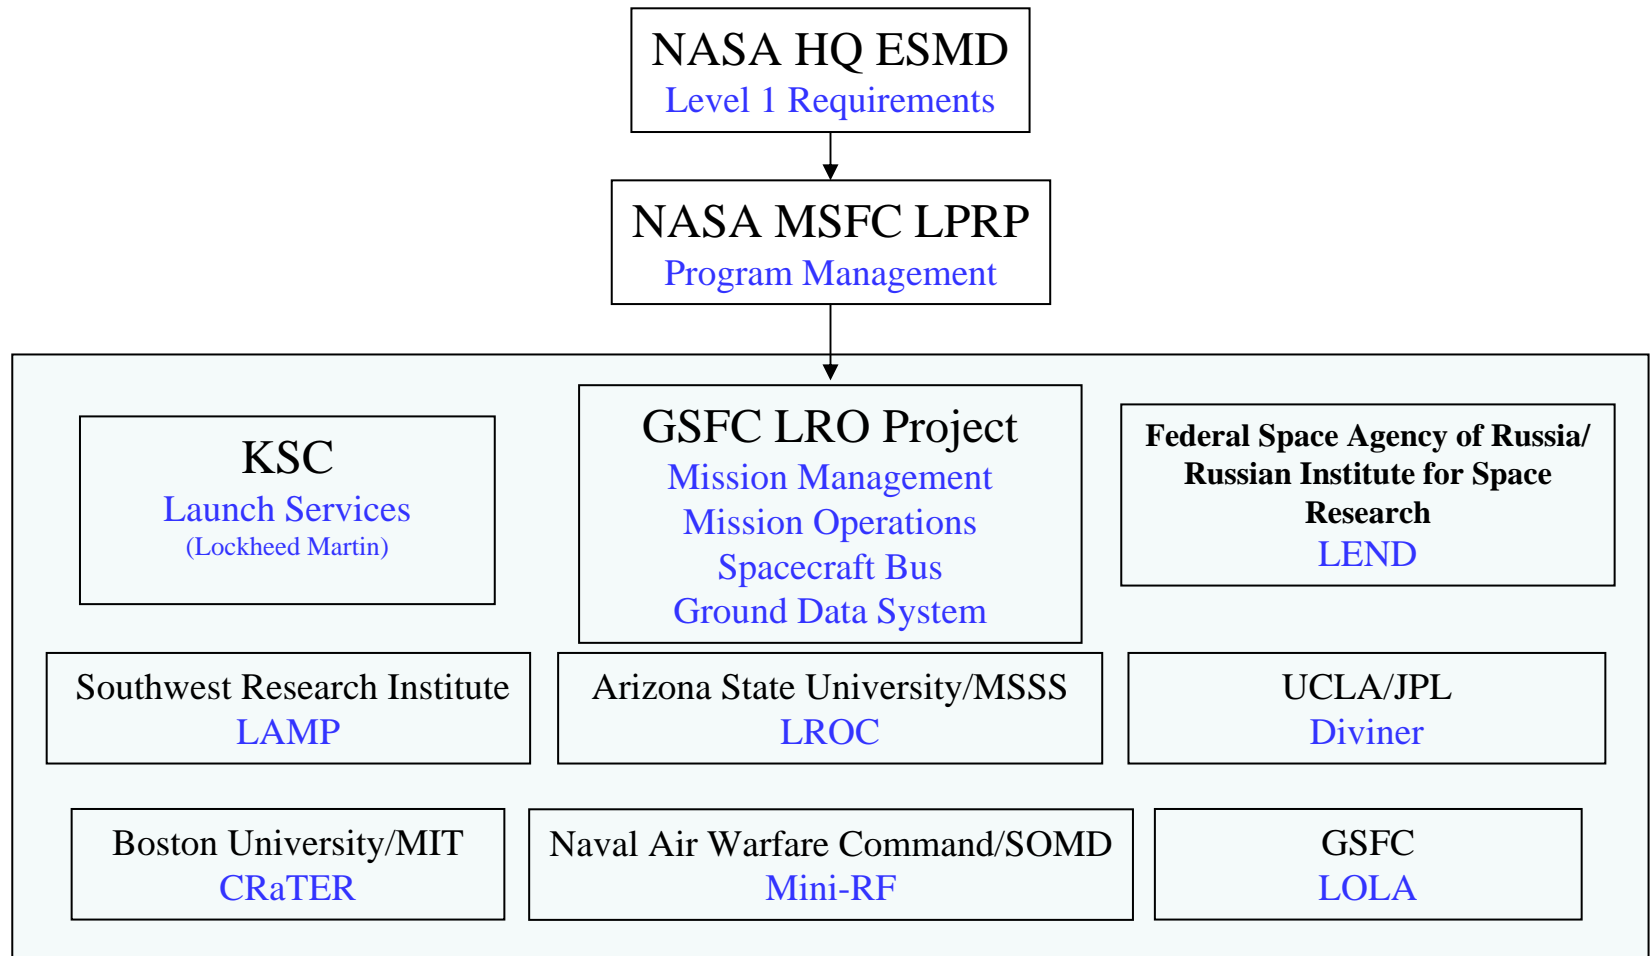 NASA HQ ESMD
Level 1 Requirements
NASA MSFC LPRP
Program Management
KSC
Launch Services
(Lockheed Martin)
GSFC LRO Project
Mission Management
Mission Operations
Spacecraft Bus
Ground Data System
Federal Space Agency of Russia/
Russian Institute for Space
Research
LEND
Southwest Research Institute
LAMP
Arizona State University/MSSS
LROC
UCLA/JPL
Diviner
Boston University/MIT
CRaTER
Naval Air Warfare Command/SOMD
Mini-RF
GSFC
LOLA